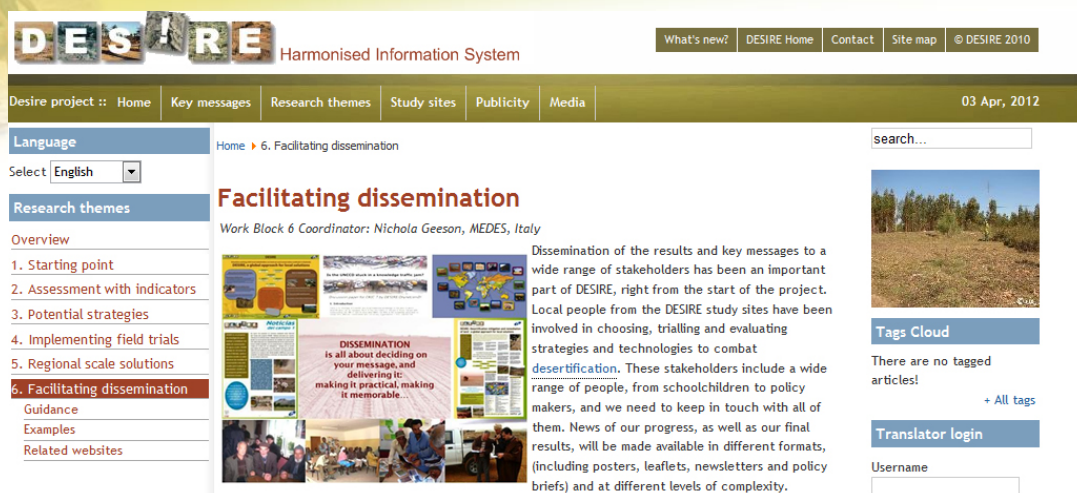 DES!RE
Harmonised Information System
What's new?
DESIRE Home
Contact
Site map
© DESIRE 2010
Desire project ::
Home
Key messages
Research themes
Study sites
Publicity
Media
03 Apr, 2012
Language
Select English
Research themes
Overview
1. Starting point
2. Assessment with indicators
3. Potential strategies
4. Implementing field trials
5. Regional scale solutions
6. Facilitating dissemination
Guidance
Examples
Related websites
Home 6. Facilitating dissemination
Facilitating dissemination
Work Block 6 Coordinator: Nichola Geeson, MEDES, Italy
Noticias
DISSEMINATION
is all about deciding on
your message, and
delivering it:
making it practical, making
it memorable...
Dissemination of the results and key messages to a
wide range of stakeholders has been an important
part of DESIRE, right from the start of the project.
Local people from the DESIRE study sites have been
involved in choosing, trialling and evaluating
strategies and technologies to combat
desertification. These stakeholders include a wide
range of people, from schoolchildren to policy
makers, and we need to keep in touch with all of
them. News of our progress, as well as our final
results, will be made available in different formats,
(including posters, leaflets, newsletters and policy
briefs) and at different levels of complexity.
search...
Tags Cloud
There are no tagged
articles!
+ All tags
Translator login
Username